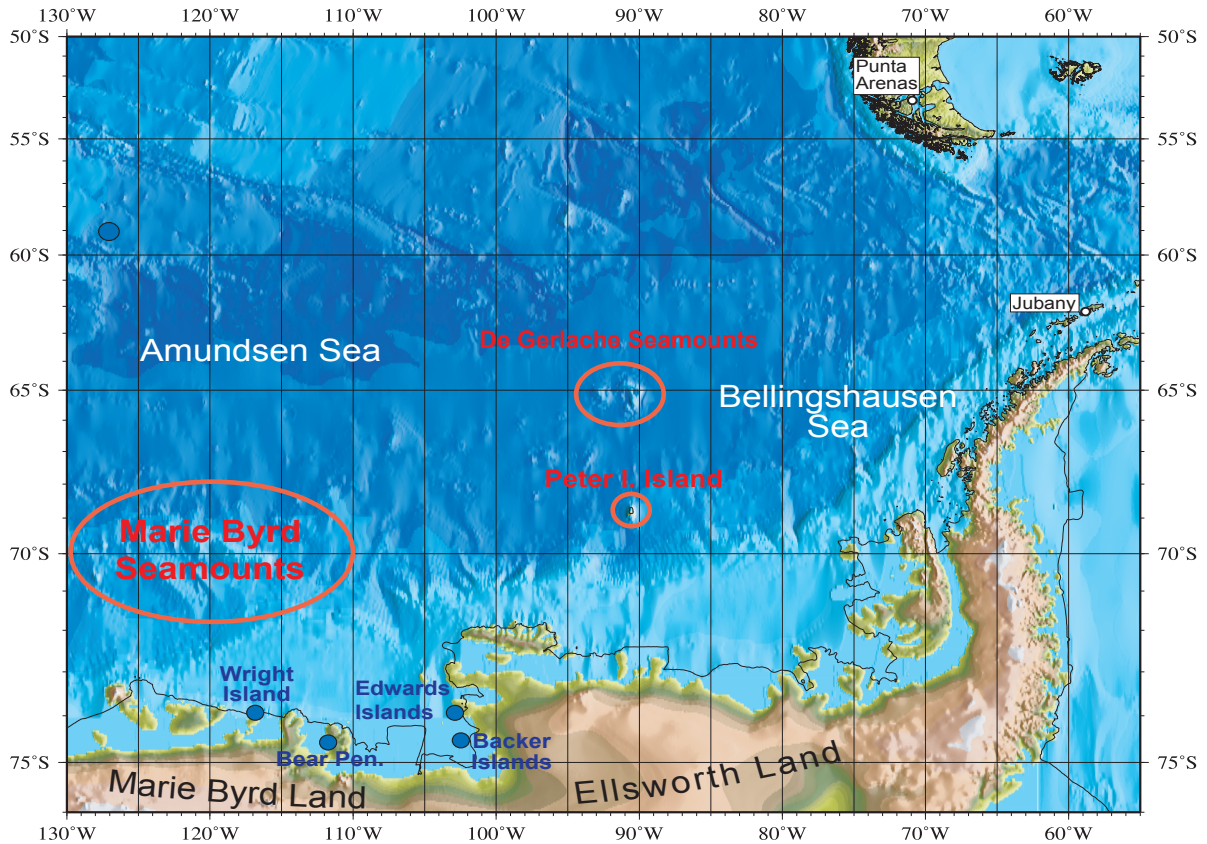 130°W 120°W 110°W 100°W 90°W 80°W 70°W 60°W
50°S 50°S
Punta
Arenas
55°S 55°S
60°S 60°S
Jubany
De Gerlache Seamounts
Amundsen Sea
65°S 65°S
Bellingshausen
Sea
Peter I. Island
Marie Byrd
Seamounts
70°S 70°S
Wright
Island
Edwards
Islands
Backer
Islands
Bear Pen.
75°S 75°S
Marie Byrd Land
Ellsworth Land
130°W 120°W 110°W 100°W 90°W 80°W 70°W 60°W